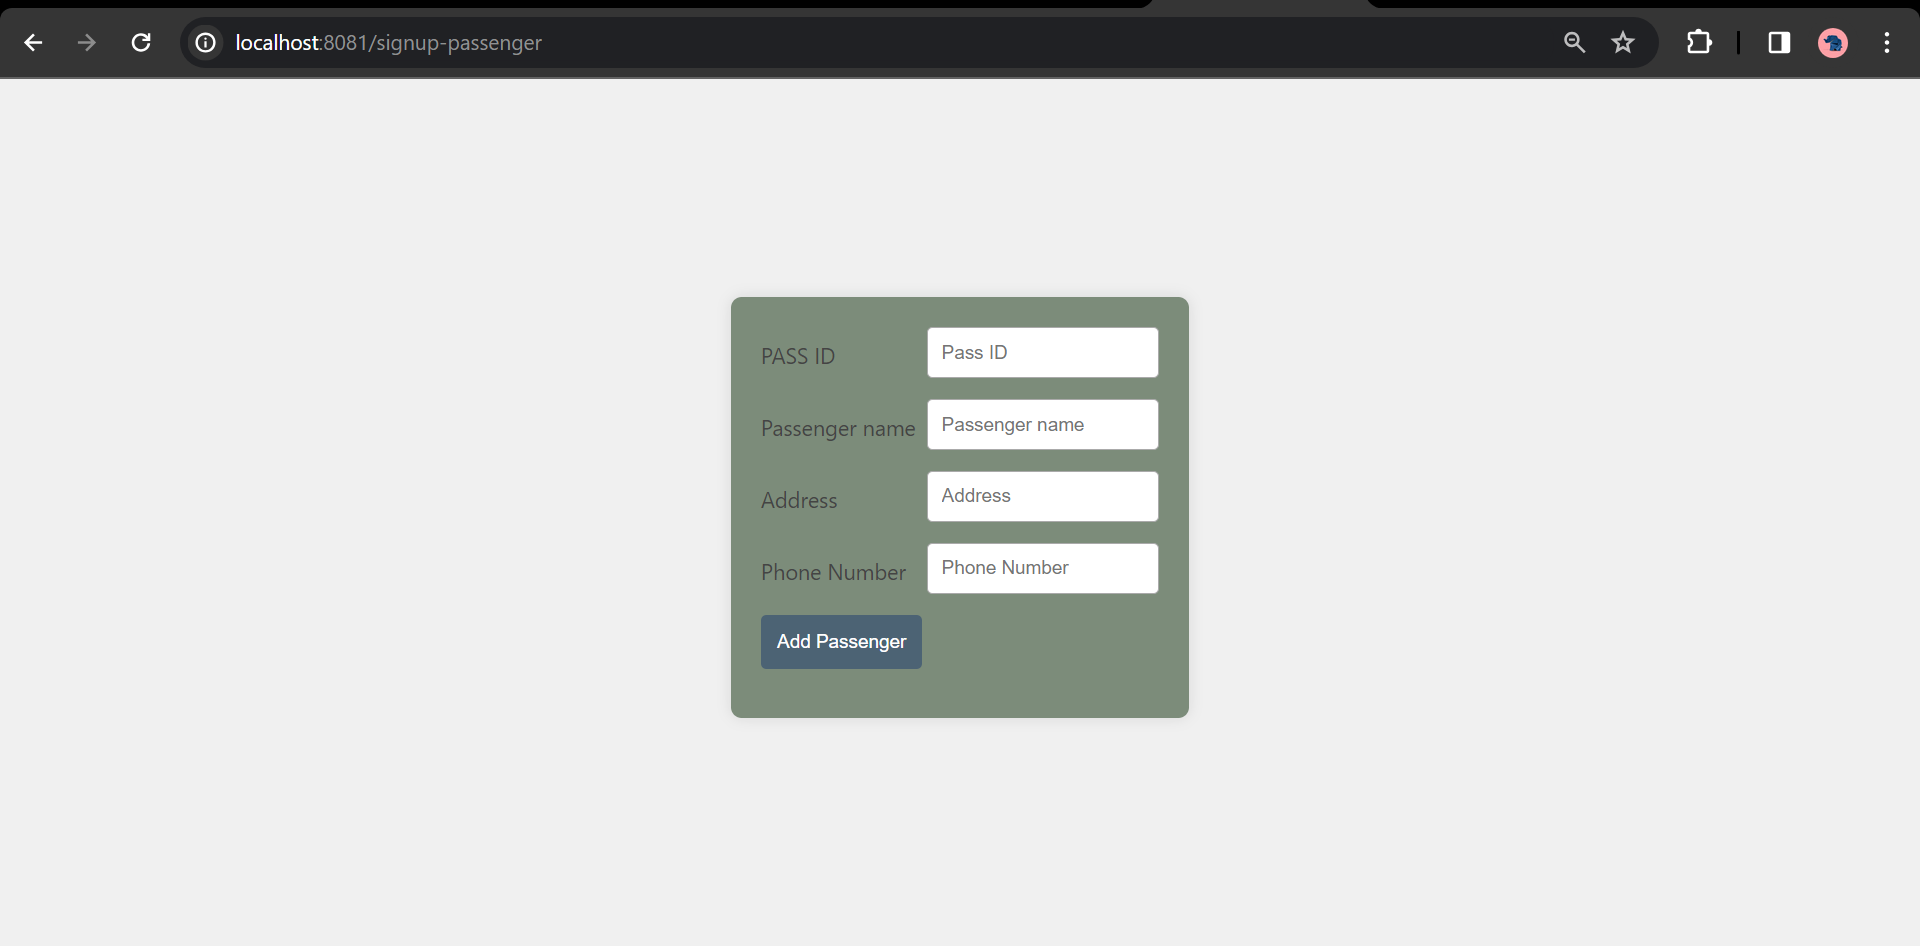 localhost:8081/signup-passenger
PASS ID Pass ID
Passenger name Passenger name
Address Address
Phone Number Phone Number
Add Passenger